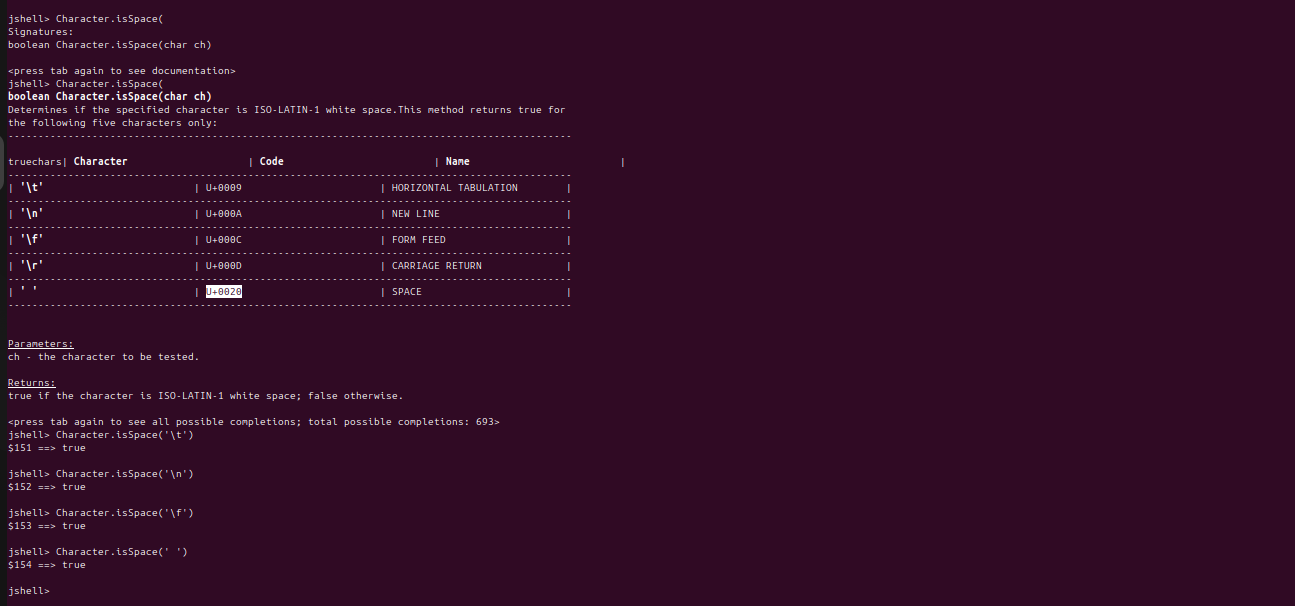 jshell> Character.isSpace(
Signatures:
boolean Character.isSpace(char ch)
<press tab again to see documentation>
jshell> Character.isSpace(
boolean Character.isSpace(char ch)
Determines if the specified character is ISO-LATIN-1 white space.This method returns true for
the following five characters only:
truechars| Character | Code | Name |
| '\t' | U+0009 | HORIZONTAL TABULATION |
| '\n' | U+000A | NEW LINE |
| '\f' | U+000C | FORM FEED |
| '\r' | U+000D | CARRIAGE RETURN |
| ' ' | U+0020 | SPACE |
Parameters:
ch - the character to be tested.
Returns:
true if the character is ISO-LATIN-1 white space; false otherwise.
<press tab again to see all possible completions; total possible completions: 693>
jshell> Character.isSpace('\t')
$151 ==> true
jshell> Character.isSpace('\n')
$152 ==> true
jshell> Character.isSpace('\f')
$153 ==> true
jshell> Character.isSpace(' ')
$154 ==> true
jshell>